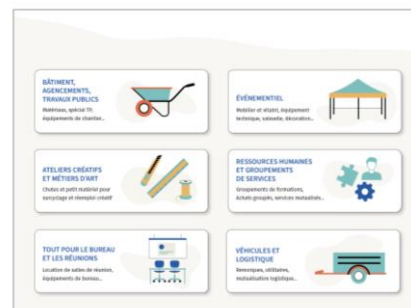 BÂTIMENT,
AGENCEMENTS,
TRAVAUX PUBLICS
Matériaux, spécial TP,
équipements de chantier...
ÉVÉNEMENTIEL
Mobilier et vitabri, équipement
technique, vaisselle, décoration...
ATELIERS CRÉATIFS
ET MÉTIERS D'ART
Chutes et petit matériel pour
surcyclage et réemploi créatif
RESSOURCES HUMAINES
ET GROUPEMENTS
DE SERVICES
Groupements de formations,
Achats groupés, services mutualisés...
TOUT POUR LE BUREAU
ET LES RÉUNIONS
Location de salles de réunion,
équipements de bureau...
VÉHICULES ET
LOGISTIQUE
Remorques, utilitaires,
mutualisation logistique...